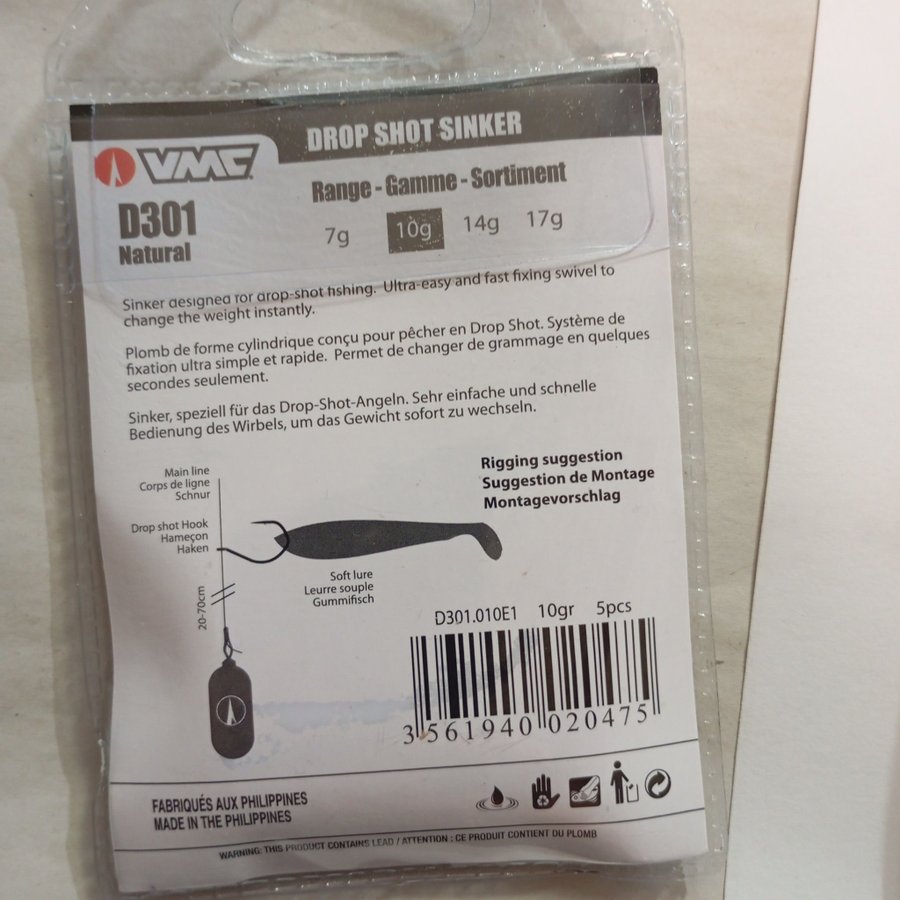 DROP SHOT SINKER
VMC
Range - Gamme - Sortiment
D301
Natural
7g 10g 14g 17g
Sinker designed for drop-shot fishing. Ultra-easy and fast fixing swivel to
change the weight instantly.
Plomb de forme cylindrique conçu pour pêcher en Drop Shot. Système de
fixation ultra simple et rapide. Permet de changer de grammage en quelques
secondes seulement.
Sinker, speziell für das Drop-Shot-Angeln. Sehr einfache und schnelle
Bedienung des Wirbels, um das Gewicht sofort zu wechseln.
Rigging suggestion
Suggestion de Montage
Montagevorschlag
Main line
Corps de ligne
Schnur
Drop shot Hook
Hameçon
Haken
Soft lure
Leurre souple
Gummifisch
20-70cm
D301.010E1 10gr 5pcs
3 561940 020475
FABRIQUÉS AUX PHILIPPINES
MADE IN THE PHILIPPINES
WARNING: THIS PRODUCT CONTAINS LEAD / ATTENTION : CE PRODUIT CONTIENT DU PLOMB